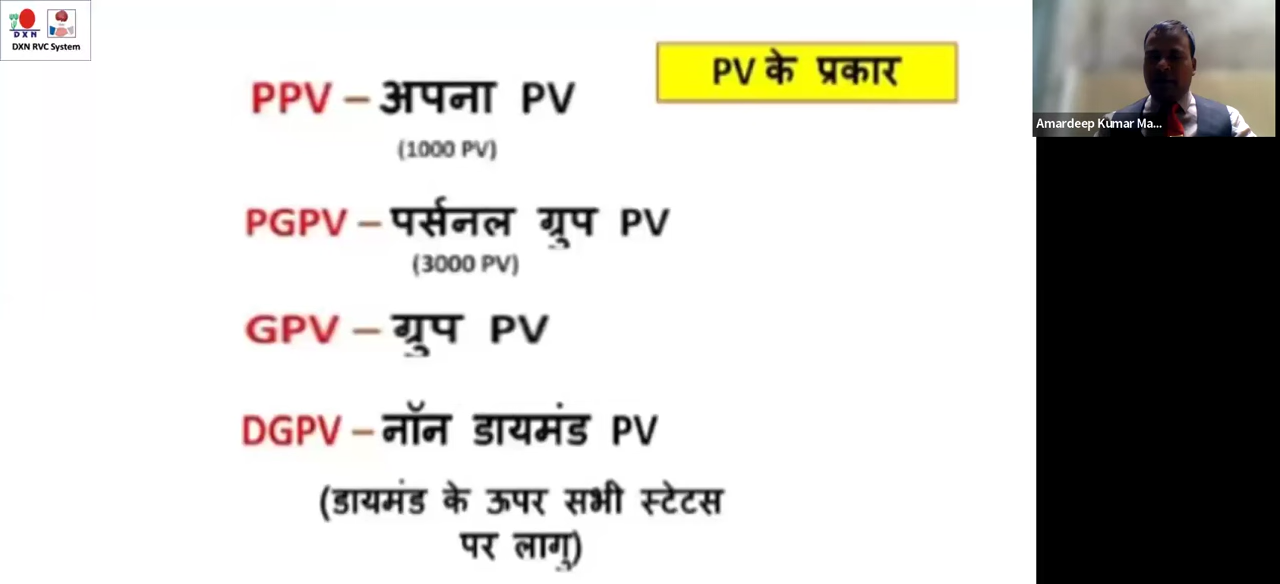 DXN
DXN RVC System
PV के प्रकार
PPV – अपना PV
(1000 PV)
PGPV – पर्सनल ग्रुप PV
(3000 PV)
GPV – ग्रुप PV
DGPV – नॉन डायमंड PV
(डायमंड के ऊपर सभी स्टेटस
पर लागु)
Amardeep Kumar Ma...